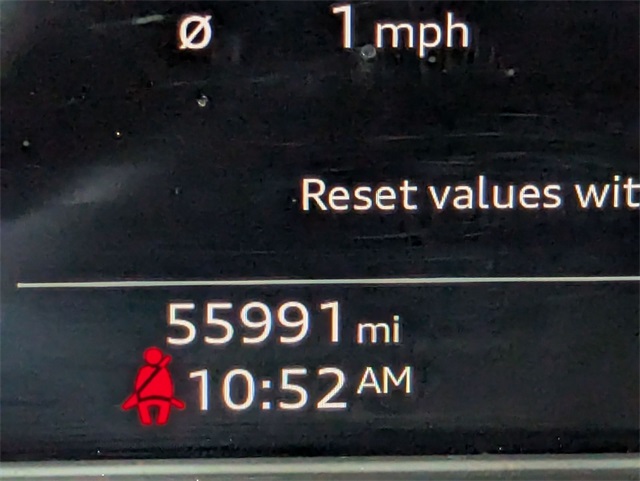 Ø 1 mph
Reset values wit
55991 mi
10:52 AM